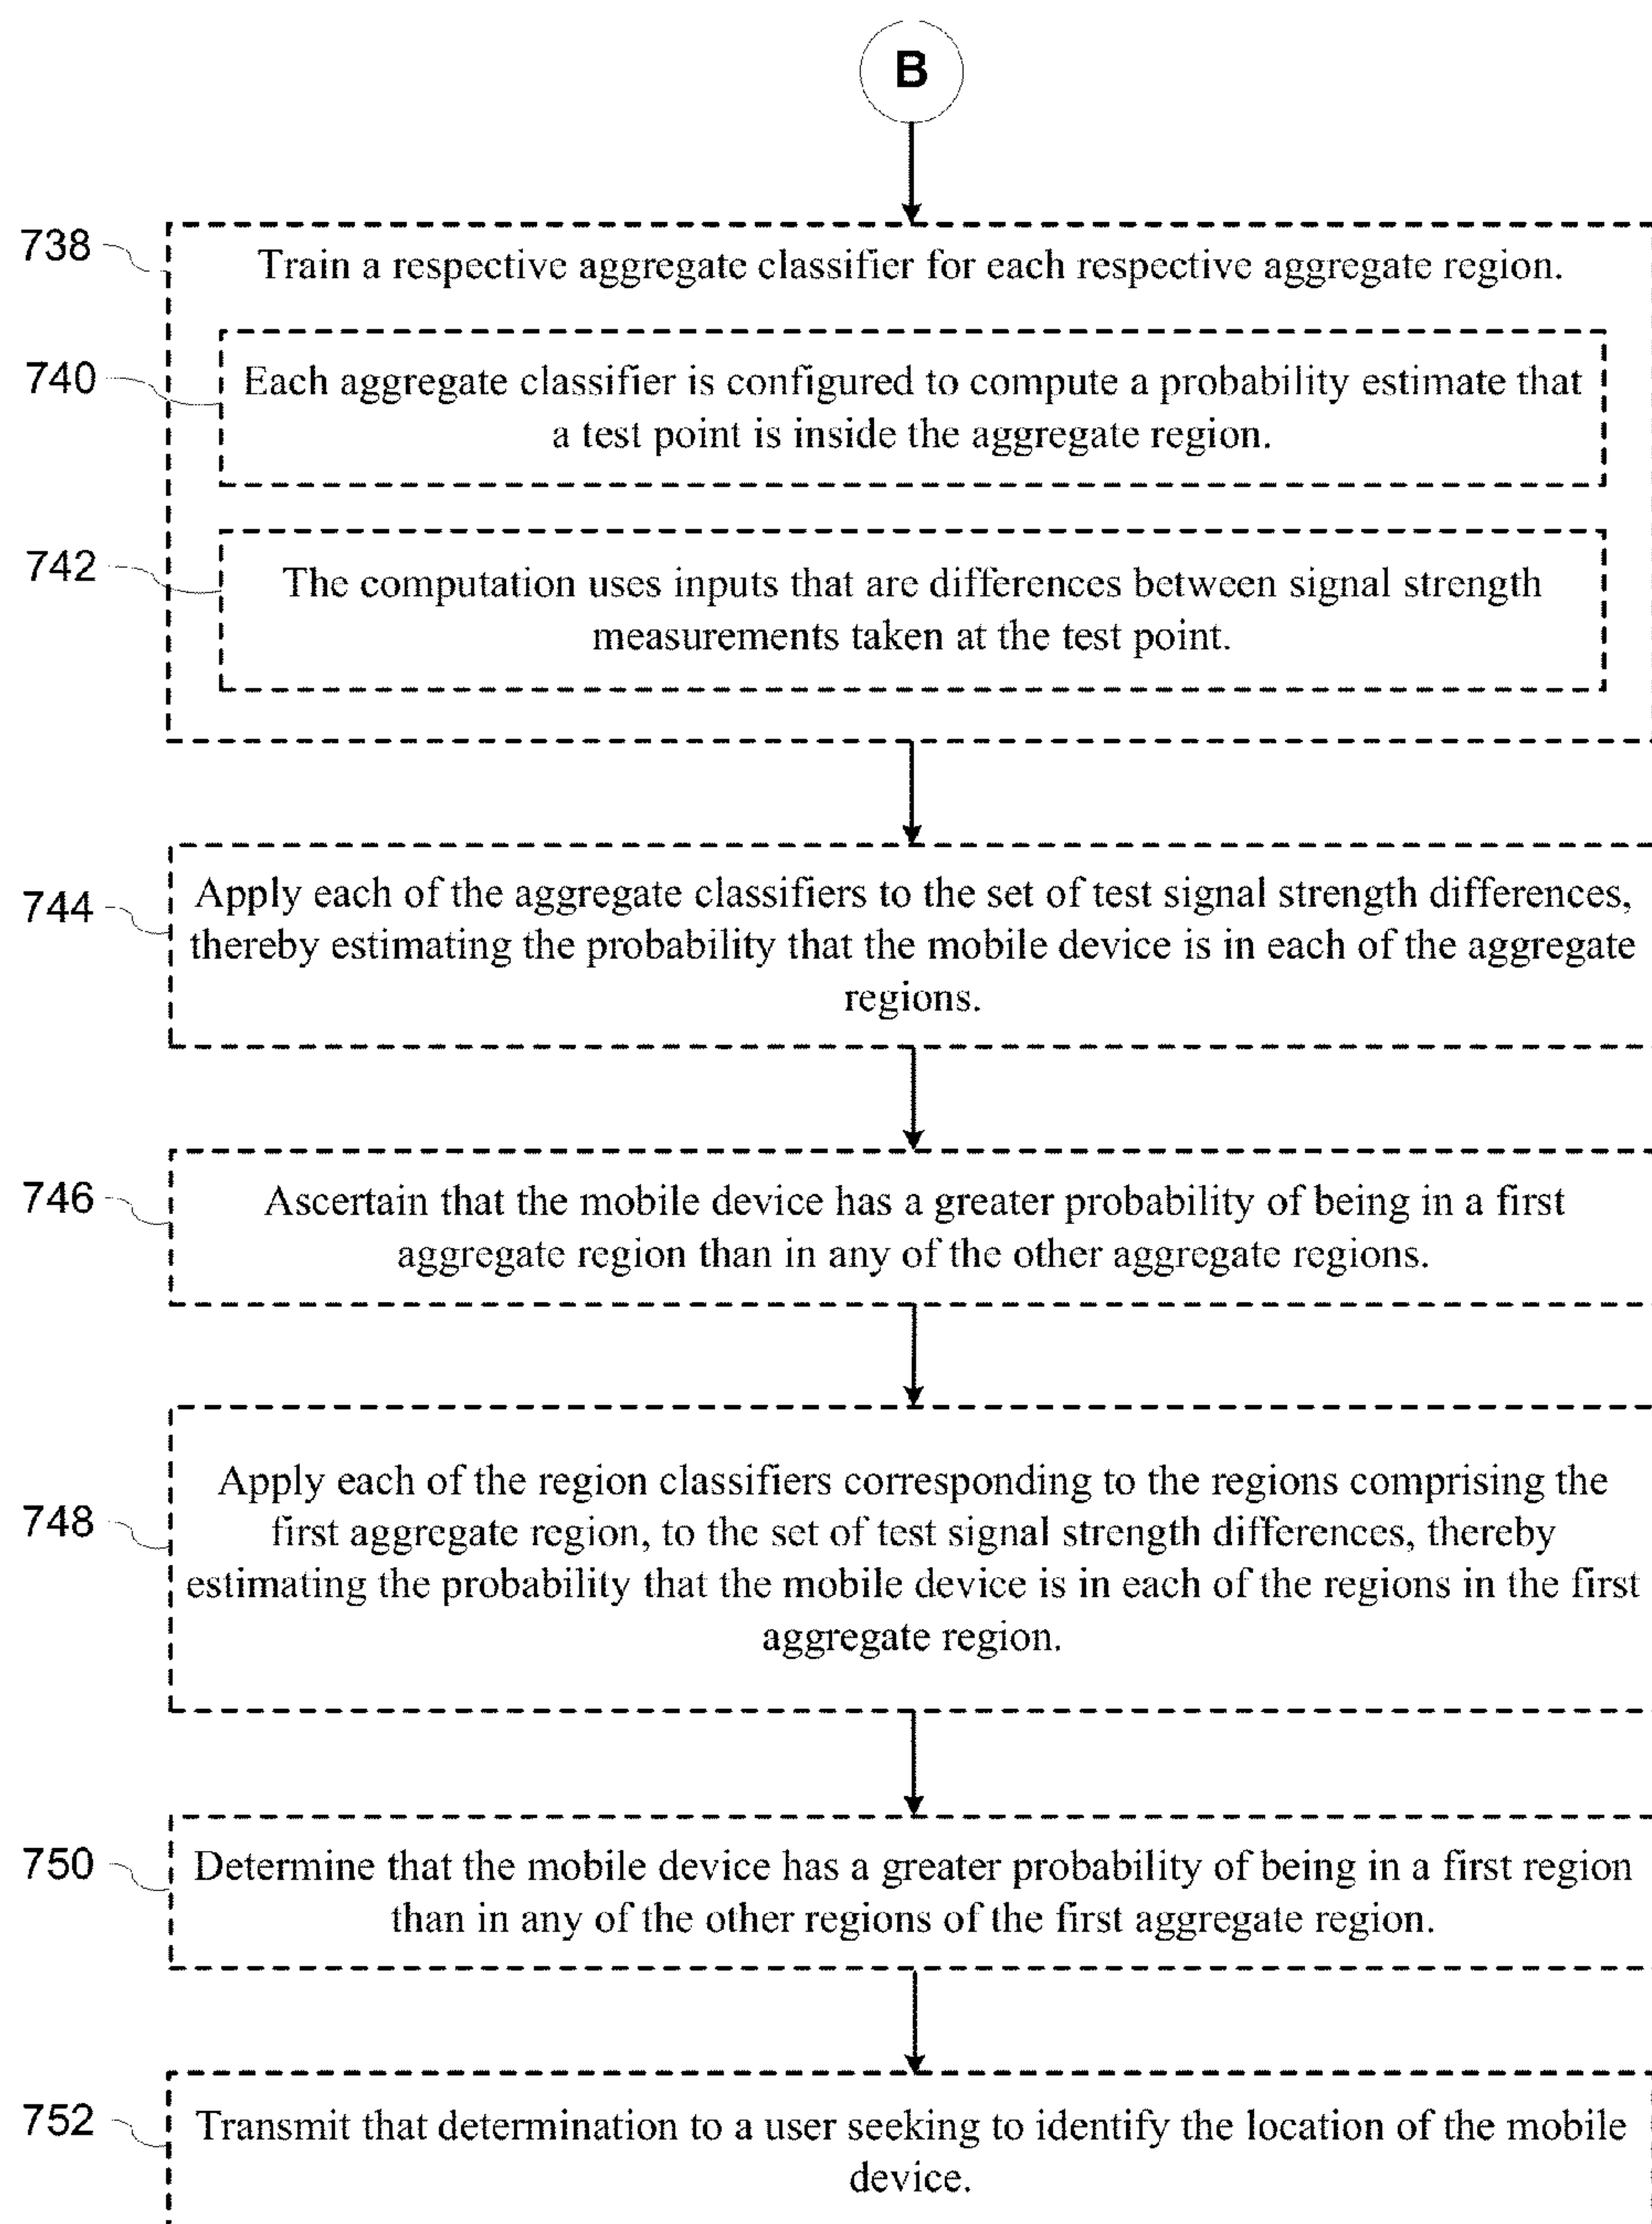 B
738
Train a respective aggregate classifier for each respective aggregate region.
740
Each aggregate classifier is configured to compute a probability estimate that
a test point is inside the aggregate region.
742
The computation uses inputs that are differences between signal strength
measurements taken at the test point.
744
Apply each of the aggregate classifiers to the set of test signal strength differences,
thereby estimating the probability that the mobile device is in each of the aggregate
regions.
746
Ascertain that the mobile device has a greater probability of being in a first
aggregate region than in any of the other aggregate regions.
748
Apply each of the region classifiers corresponding to the regions comprising the
first aggregate region, to the set of test signal strength differences, thereby
estimating the probability that the mobile device is in each of the regions in the first
aggregate region.
750
Determine that the mobile device has a greater probability of being in a first region
than in any of the other regions of the first aggregate region.
752
Transmit that determination to a user seeking to identify the location of the mobile
device.